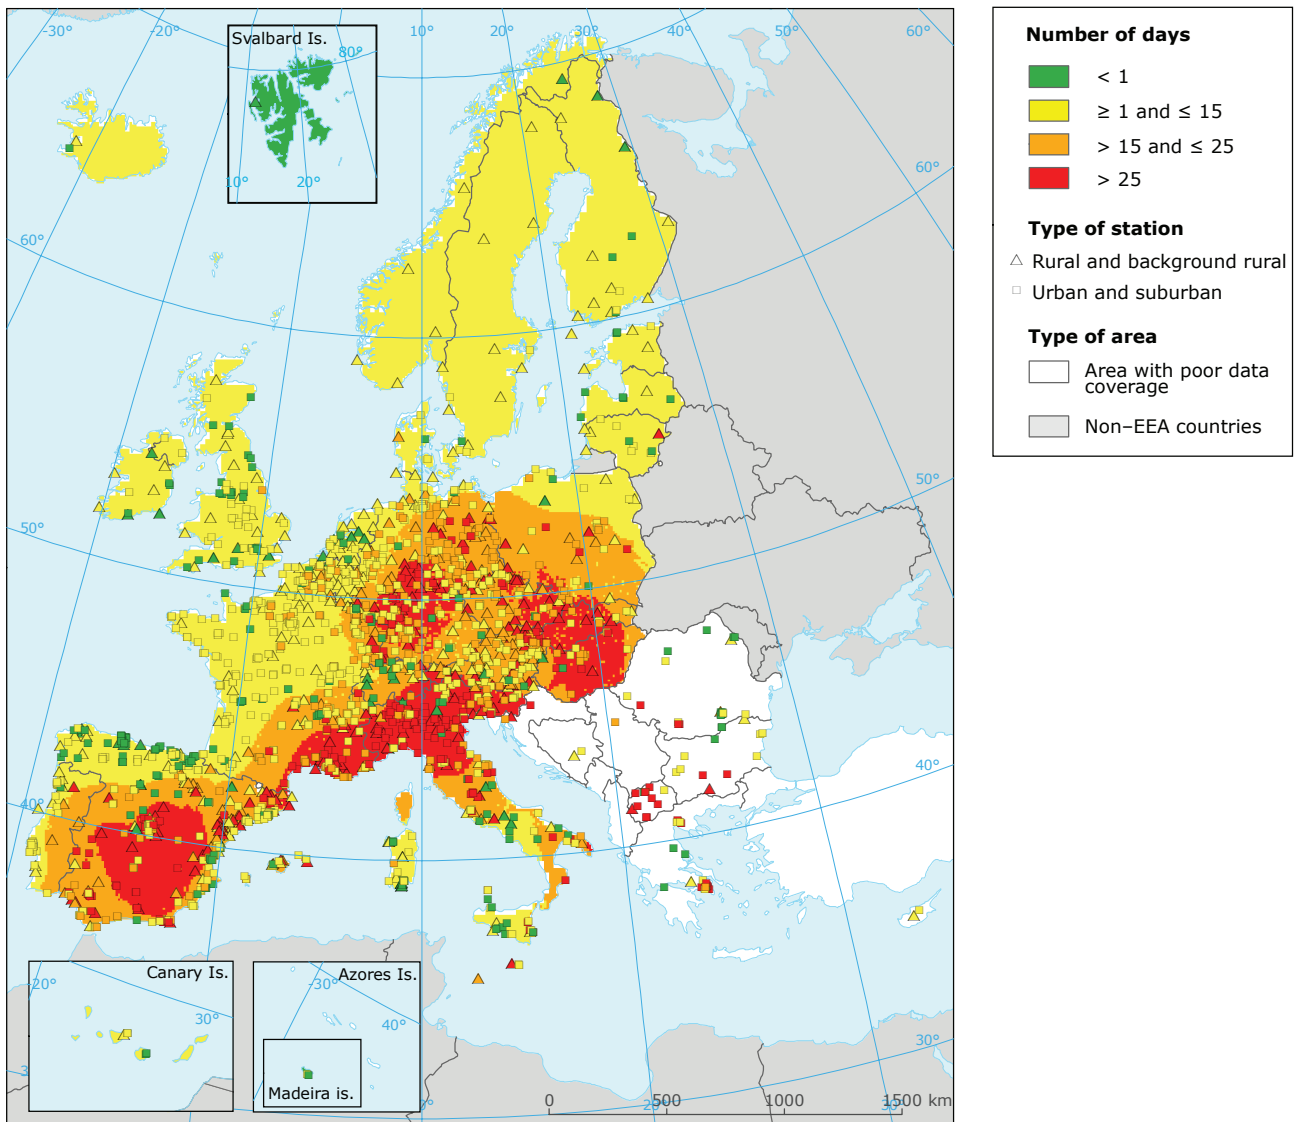 -30°
-20°
10°
20°
30°
40°
50°
60°
Svalbard Is.
80°
10°
20°
60°
60°
50°
50°
40°
40°
Canary Is.
-20°
30°
Azores Is.
-30°
40°
Madeira is.
30°
0
500
1000
1500 km
Number of days
< 1
≥ 1 and ≤ 15
> 15 and ≤ 25
> 25
Type of station
Rural and background rural
Urban and suburban
Type of area
Area with poor data
coverage
Non–EEA countries